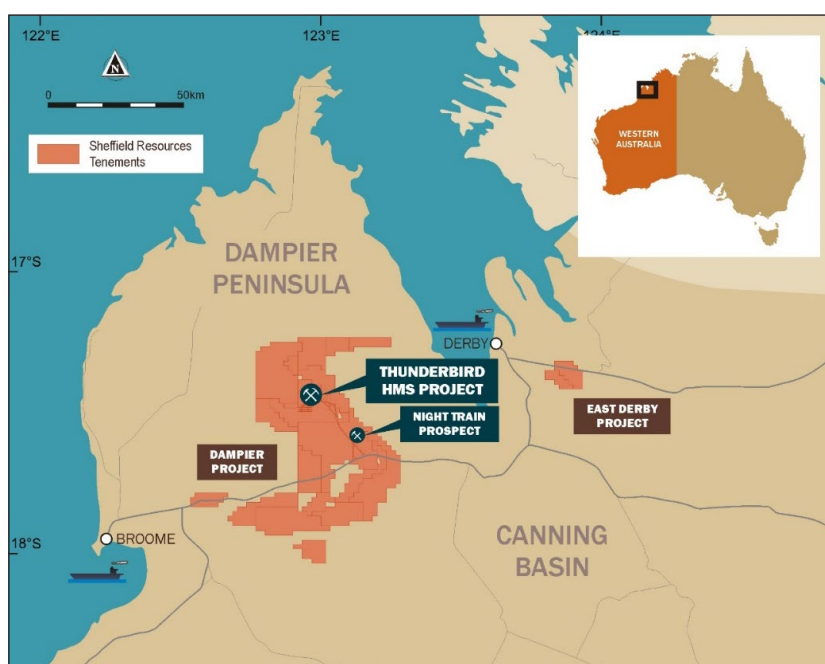 122°E
123°E
124°E
N
0
50km
Sheffield Resources
Tenements
WESTERN
AUSTRALIA
DAMPIER
PENINSULA
17°S
DERBY
THUNDERBIRD
HMS PROJECT
NIGHT TRAIN
PROSPECT
EAST DERBY
PROJECT
DAMPIER
PROJECT
CANNING
BASIN
18°S
BROOME